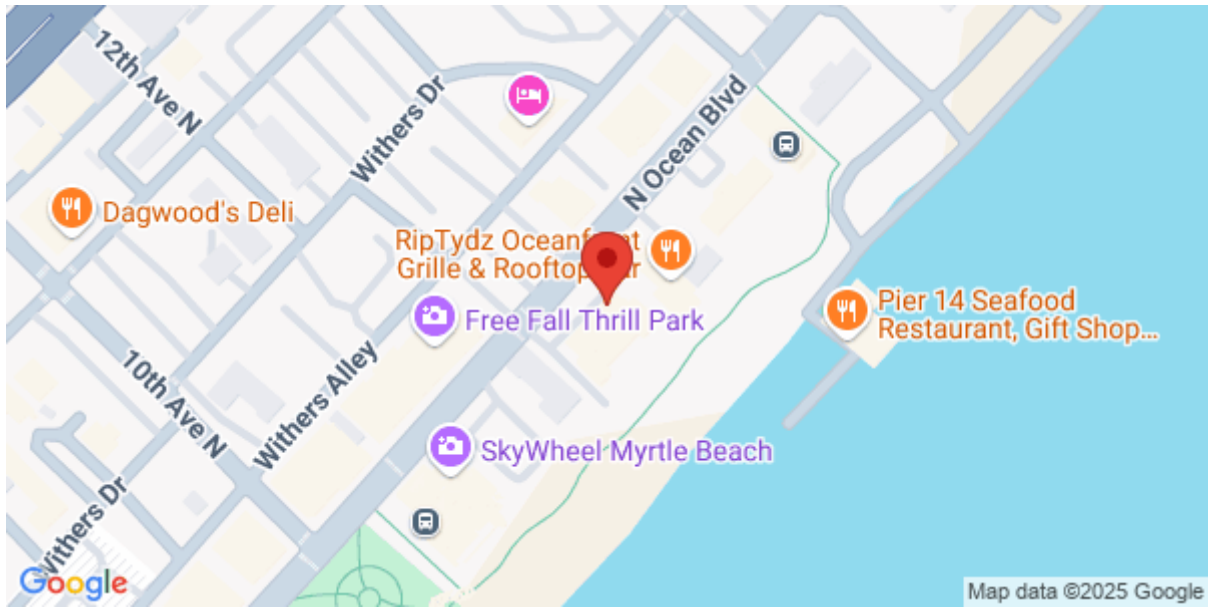 12th Ave N
Withers Dr
N Ocean Blvd
Dagwood's Deli
RipTydz Oceanf
Grille & Rooftop
Pier 14 Seafood
Restaurant, Gift Shop...
Free Fall Thrill Park
10th Ave N
Withers Alley
SkyWheel Myrtle Beach
Withers Dr
Google
Map data ©2025 Google